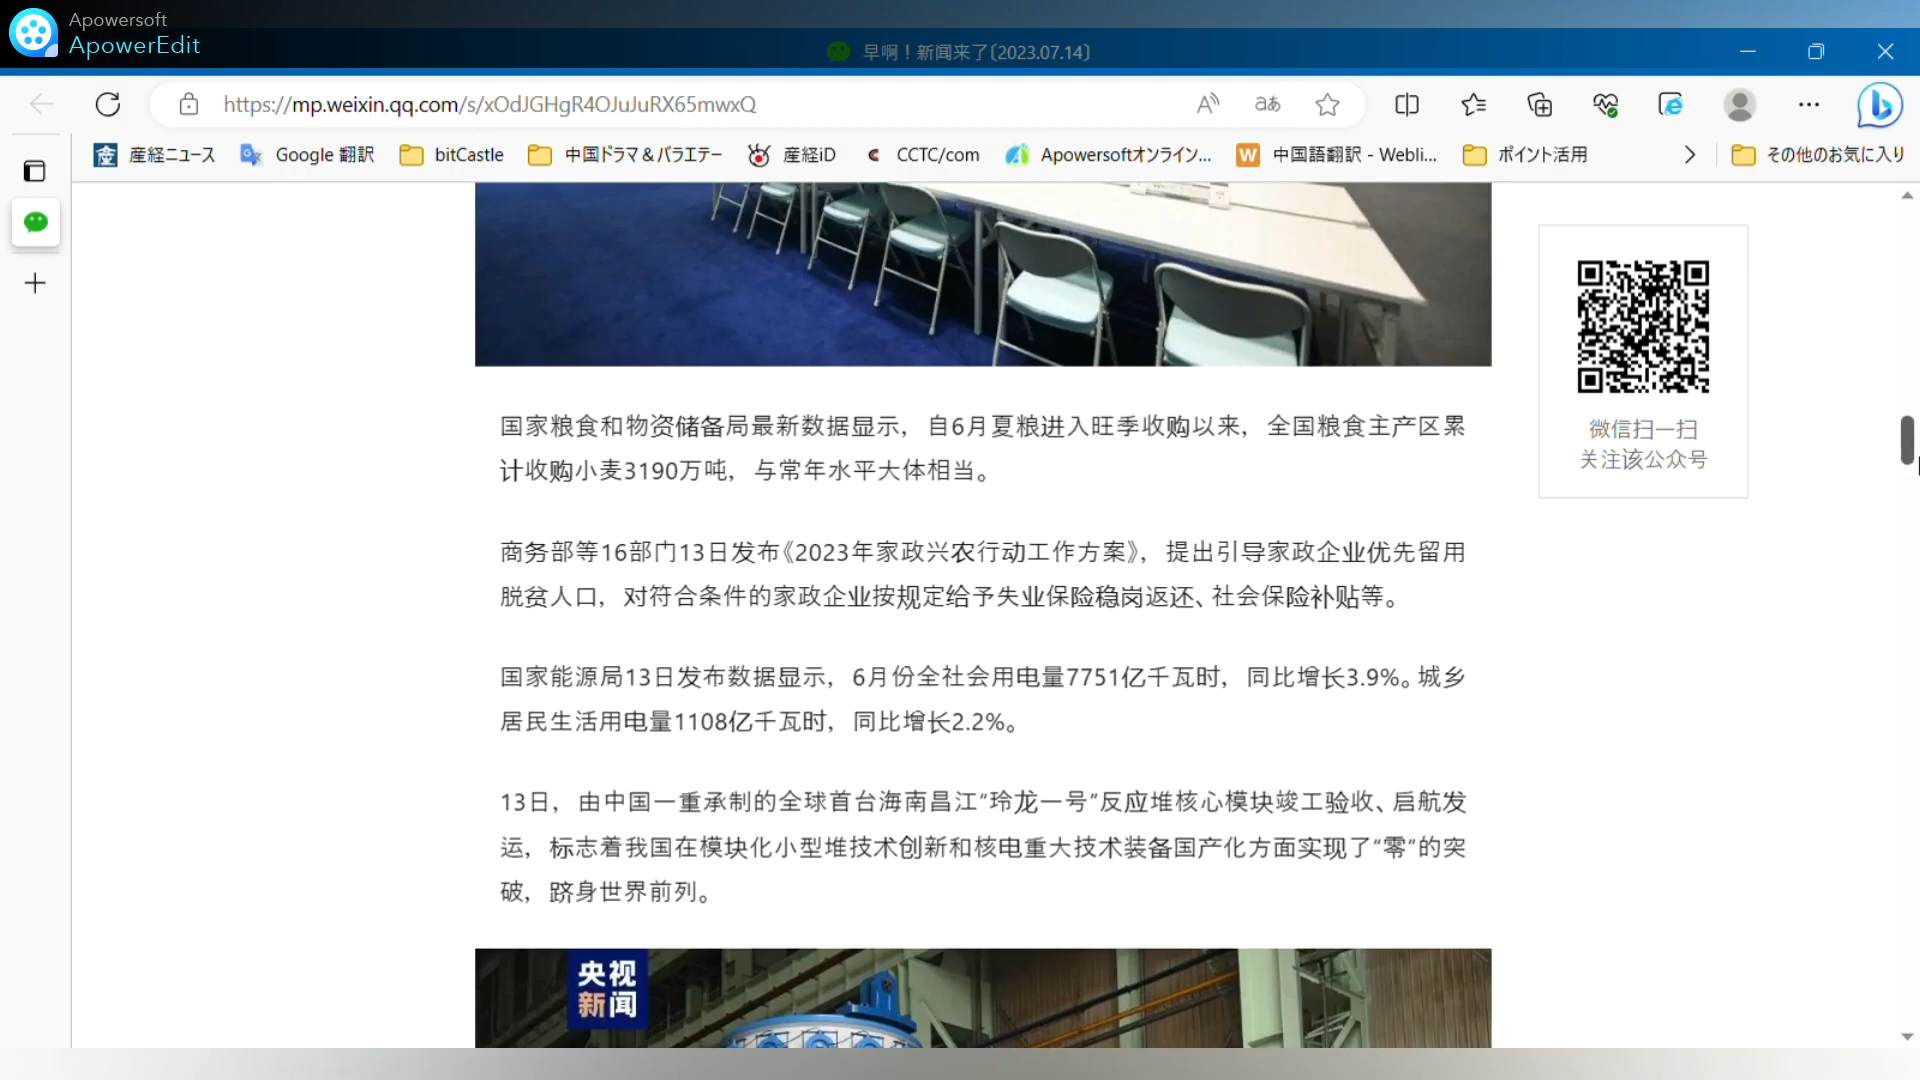 Apowersoft
ApowerEdit
早啊！新闻来了〔2023.07.14〕
https://mp.weixin.qq.com/s/xOdJGHgR4OJuJuRX65mwxQ
産経ニュース
Google 翻訳
bitCastle
中国ドラマ＆バラエテー
産経iD
CCTC/com
Apowersoftオンライン...
中国語翻訳 - Webli...
ポイント活用
その他のお気に入り
国家粮食和物资储备局最新数据显示，自6月夏粮进入旺季收购以来，全国粮食主产区累
计收购小麦3190万吨，与常年水平大体相当。
商务部等16部门13日发布《2023年家政兴农行动工作方案》，提出引导家政企业优先留用
脱贫人口，对符合条件的家政企业按规定给予失业保险稳岗返还、社会保险补贴等。
国家能源局13日发布数据显示，6月份全社会用电量7751亿千瓦时，同比增长3.9%。城乡
居民生活用电量1108亿千瓦时，同比增长2.2%。
13日，由中国一重承制的全球首台海南昌江“玲龙一号”反应堆核心模块竣工验收、启航发
运，标志着我国在模块化小型堆技术创新和核电重大技术装备国产化方面实现了“零”的突
破，跻身世界前列。
微信扫一扫
关注该公众号
央视
新闻